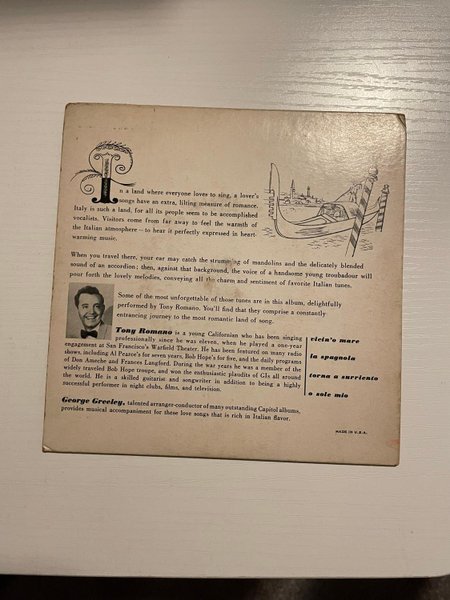 In a land where everyone loves to sing, a lover's
songs have an extra, lilting measure of romance.
Italy is such a land, for all its people seem to be accomplished
vocalists. Visitors come from far away to feel the warmth of
the Italian atmosphere — to hear it perfectly expressed in heart-
warming music.
When you travel there, your ear may catch the strumming of mandolins and the delicately blended
sound of an accordion; then, against that background, the voice of a handsome young troubadour will
pour forth the lovely melodies, conveying all the charm and sentiment of favorite Italian tunes.
Some of the most unforgettable of those tunes are in this album, delightfully
performed by Tony Romano. You'll find that they comprise a constantly
entrancing journey to the most romantic land of song.
Tony Romano is a young Californian who has been singing
professionally since he was eleven, when he played a one-year
engagement at San Francisco's Warfield Theater. He has been featured on many radio
shows, including Al Pearce's for seven years, Bob Hope's for five, and the daily programs
of Don Ameche and Frances Langford. During the war years he was a member of the
widely traveled Bob Hope troupe, and won the enthusiastic plaudits of GIs all around
the world. He is a skilled guitarist and songwriter in addition to being a highly
successful performer in night clubs, films, and television.
vicin'o mare
la spagnola
torna a surriento
o sole mio
George Greeley, talented arranger-conductor of many outstanding Capitol albums,
provides musical accompaniment for these love songs that is rich in Italian flavor.
MADE IN U.S.A.